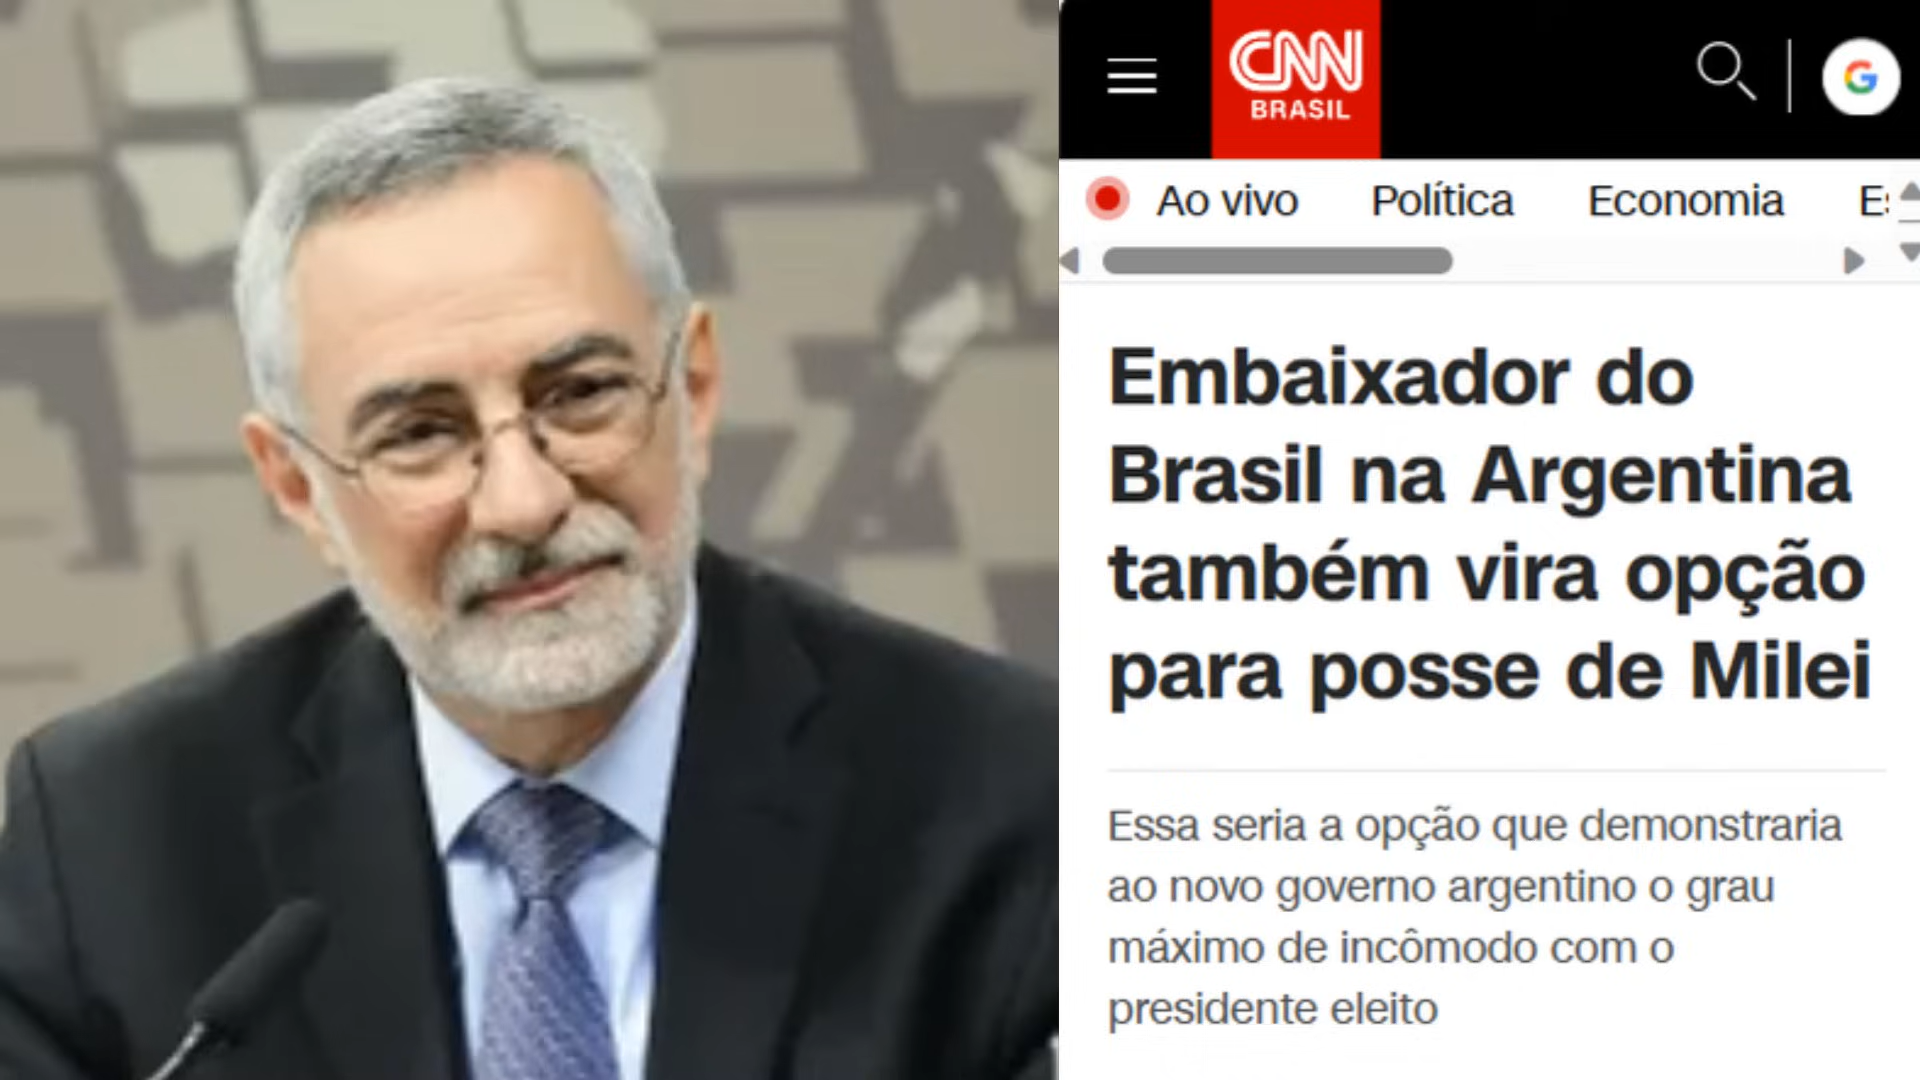 CNN
BRASIL
G
Ao vivo Política Economia
Embaixador do
Brasil na Argentina
também vira opção
para posse de Milei
Essa seria a opção que demonstraria
ao novo governo argentino o grau
máximo de incômodo com o
presidente eleito